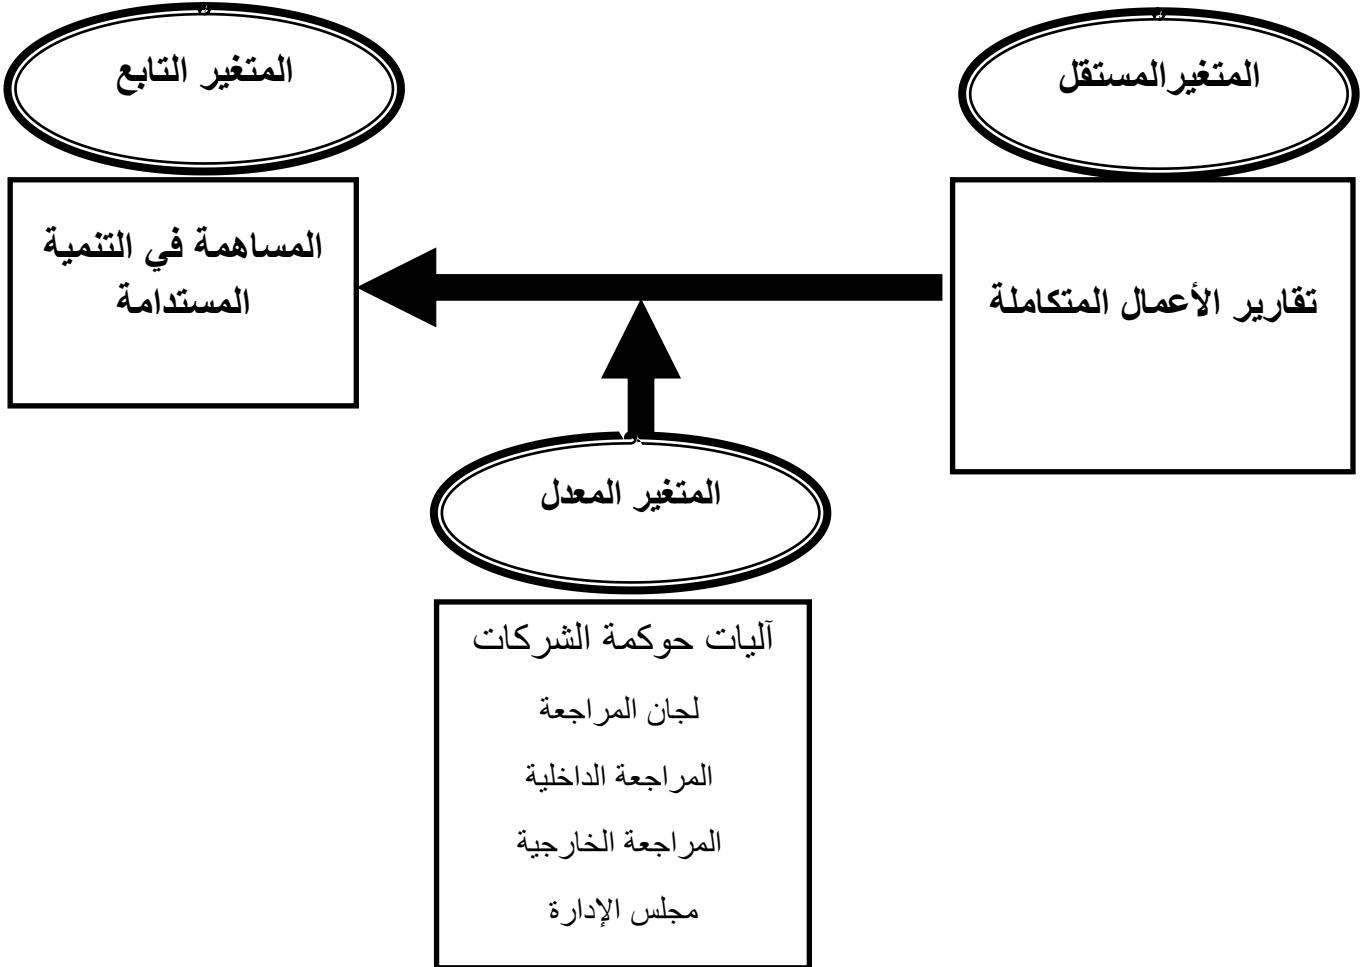 المتغيرالمستقل
تقارير الأعمال المتكاملة
المتغير التابع
المساهمة في التنمية
المستدامة
المتغير المعدل
آليات حوكمة الشركات
لجان المراجعة
المراجعة الداخلية
المراجعة الخارجية
مجلس الإدارة